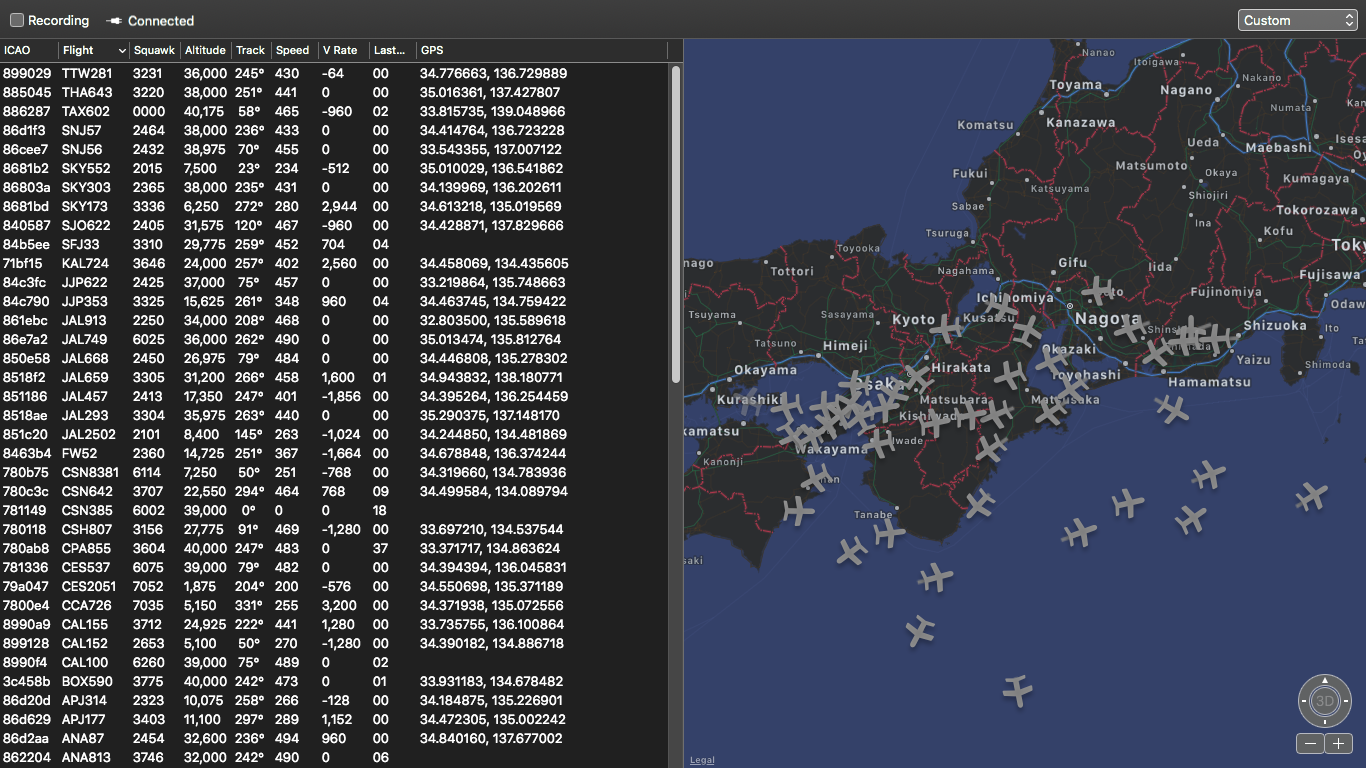 Recording Connected Custom
ICAO Flight Squawk Altitude Track Speed V Rate Last... GPS
899029 TTW281 3231 36,000 245° 430 -64 00 34.776663, 136.729889
885045 THA643 3220 38,000 251° 441 0 00 35.016361, 137.427807
886287 TAX602 0000 40,175 58° 465 -960 02 33.815735, 139.048966
86d1f3 SNJ57 2464 38,000 236° 433 0 00 34.414764, 136.723228
86cee7 SNJ56 2432 38,975 70° 455 0 00 33.543355, 137.007122
8681b2 SKY552 2015 7,500 23° 234 -512 00 35.010029, 136.541862
86803a SKY303 2365 38,000 235° 431 0 00 34.139969, 136.202611
8681bd SKY173 3336 6,250 272° 280 2,944 00 34.613218, 135.019569
840587 SJO622 2405 31,575 120° 467 -960 00 34.428871, 137.829666
84b5ee SFJ33 3310 29,775 259° 452 704 04
71bf15 KAL724 3646 24,000 257° 402 2,560 00 34.458069, 134.435605
84c3fc JJP622 2425 37,000 75° 457 0 00 33.219864, 135.748663
84c790 JJP353 3325 15,625 261° 348 960 04 34.463745, 134.759422
861ebc JAL913 2250 34,000 208° 468 0 00 32.803500, 135.589618
86e7a2 JAL749 6025 36,000 262° 490 0 00 35.013474, 135.812764
850e58 JAL668 2450 26,975 79° 484 0 00 34.446808, 135.278302
8518f2 JAL659 3305 31,200 266° 458 1,600 01 34.943832, 138.180771
851186 JAL457 2413 17,350 247° 401 -1,856 00 34.395264, 136.254459
8518ae JAL293 3304 35,975 263° 440 0 00 35.290375, 137.148170
851c20 JAL2502 2101 8,400 145° 263 -1,024 00 34.244850, 134.481869
8463b4 FW52 2360 14,725 251° 367 -1,664 00 34.678848, 136.374244
780b75 CSN8381 6114 7,250 50° 251 -768 00 34.319660, 134.783936
780c3c CSN642 3707 22,550 294° 464 768 09 34.499584, 134.089794
781149 CSN385 6002 39,000 0° 0 0 18
780118 CSH807 3156 27,775 91° 469 -1,280 00 33.697210, 134.537544
780ab8 CPA855 3604 40,000 247° 483 0 37 33.371717, 134.863624
781336 CES537 6075 39,000 79° 482 0 00 34.394394, 136.045831
79a047 CES2051 7052 1,875 204° 200 -576 00 34.550698, 135.371189
7800e4 CCA726 7035 5,150 331° 255 3,200 00 34.371938, 135.072556
8990a9 CAL155 3712 24,925 222° 441 1,280 00 33.735755, 136.100864
899128 CAL152 2653 5,100 50° 270 -1,280 00 34.390182, 134.886718
8990f4 CAL100 6260 39,000 75° 489 0 02
3c458b BOX590 3775 40,000 242° 473 0 01 33.931183, 134.678482
86d20d APJ314 2323 10,075 258° 266 -128 00 34.184875, 135.226901
86d629 APJ177 3403 11,100 297° 289 1,152 00 34.472305, 135.002242
86d2aa ANA87 2454 32,600 236° 494 960 00 34.840160, 137.677002
862204 ANA813 3746 32,000 242° 490 0 06
Nanao
Itoigawa
Toyama
Nagano
Nakano
Numata
Kanazawa
Komatsu
Ueda
Maebashi
Isesa
Matsumoto
Fukui
Katsuyama
Okaya
Kumagaya
Shiojiri
Sabae
Tokorozawa
Ina
Kofu
Tsuruga
Toyooka
Toky
nago
Tottori
Nagahama
Gifu
Iida
Fujisawa
Ichinomiya
Fujinomiya
Odaw
Tsuyama
Sasayama
Kyoto
Kusatsu
Nagoya
Shizuoka
Ito
Tatsuno
Himeji
Okazaki
Yaizu
Shimoda
Okayama
Hirakata
Toyohashi
Hamamatsu
Kurashiki
Osaka
Matsubara
Matsusaka
kamatsu
Iwade
Wakayama
Kanonji
Tanabe
saki
3D
Legal